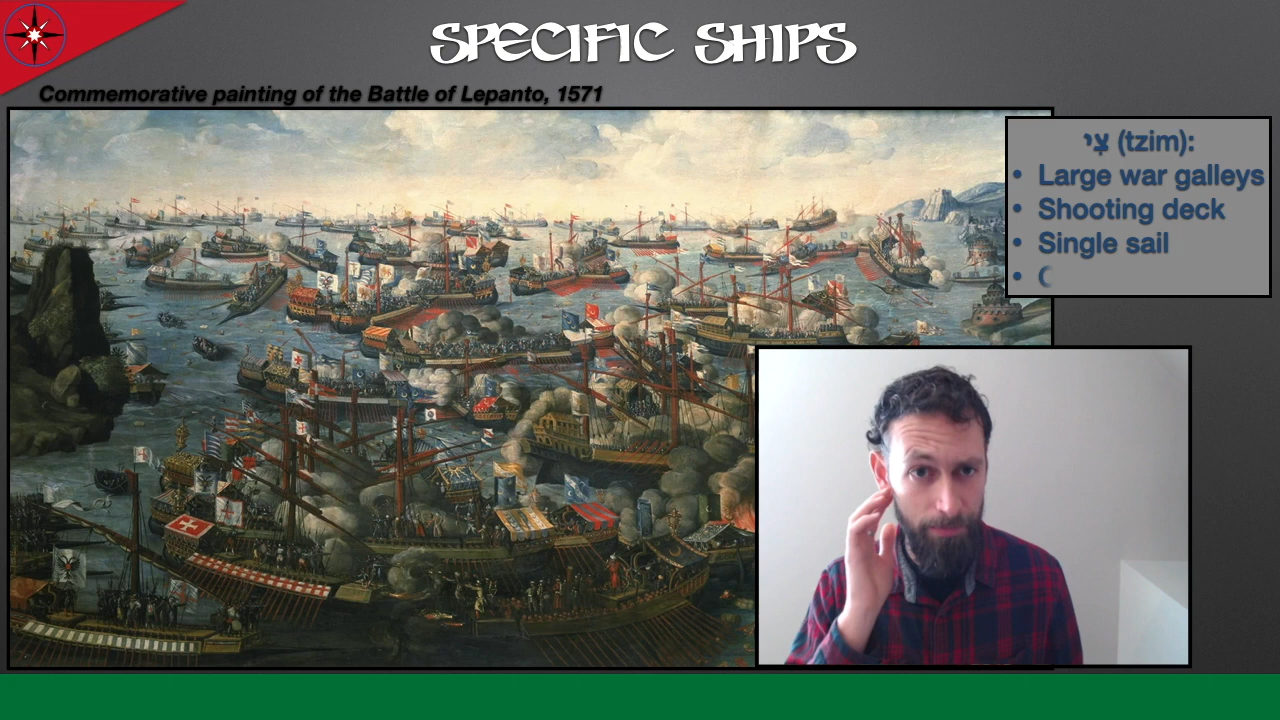 SPECIFIC SHIPS
Commemorative painting of the Battle of Lepanto, 1571
צִי (tzim):
• Large war galleys
• Shooting deck
• Single sail
•